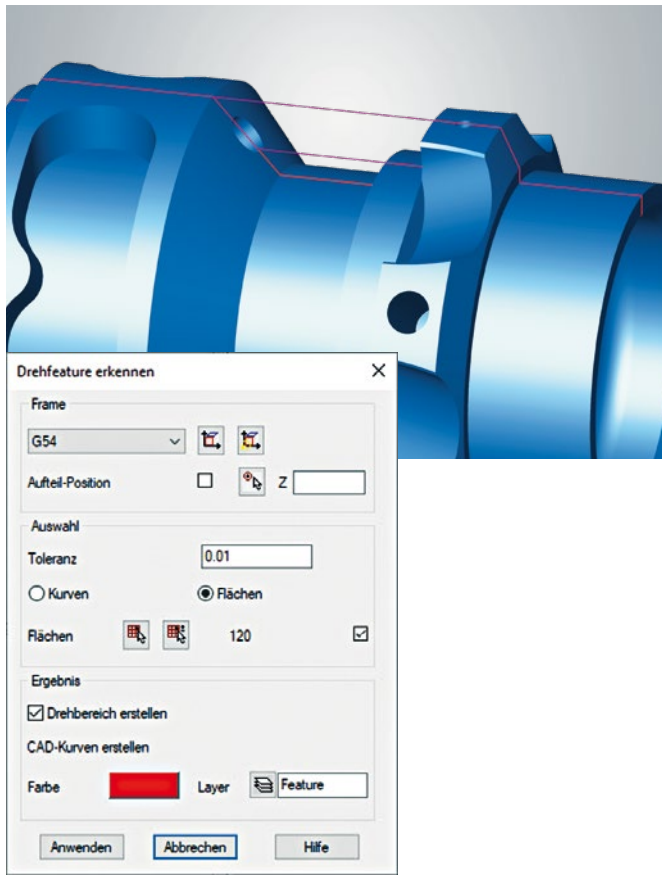 Drehfeature erkennen
Frame
G54
Aufteil-Position Z
Auswahl
Toleranz 0.01
Kurven Flächen
Flächen 120
Ergebnis
Drehbereich erstellen
CAD-Kurven erstellen
Farbe Layer Feature
Anwenden Abbrechen Hilfe